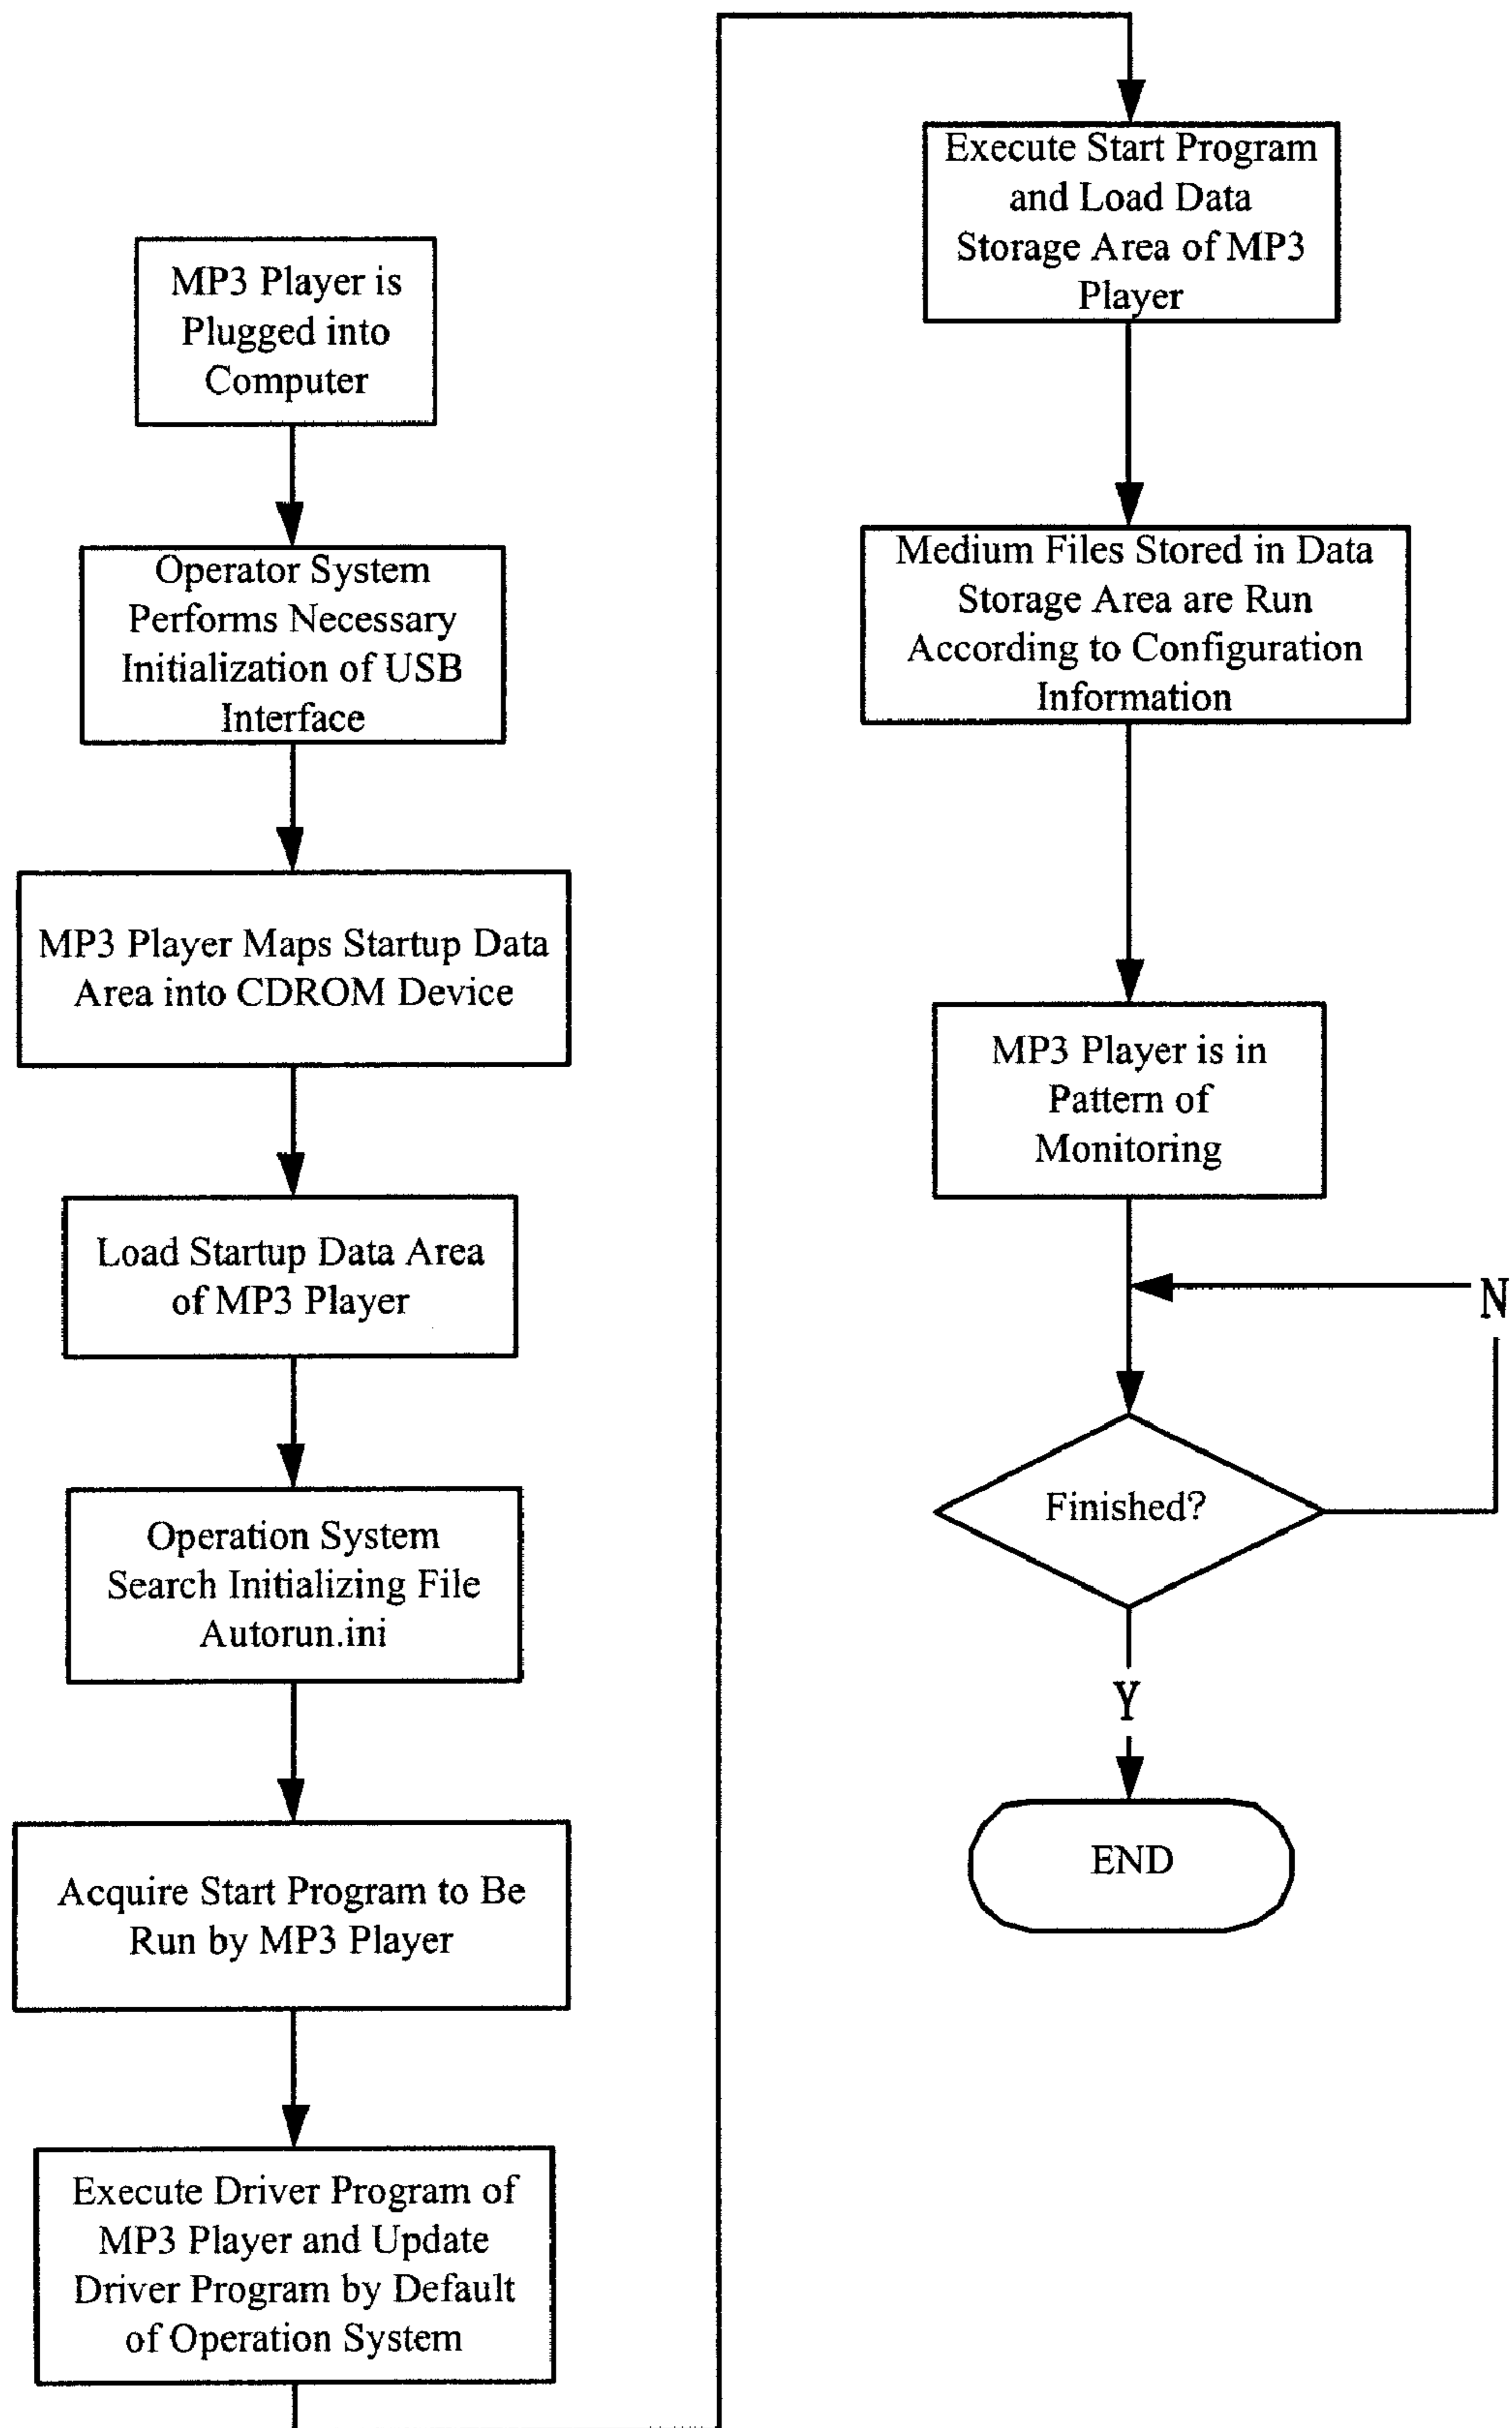 MP3 Player is
Plugged into
Computer
Operator System
Performs Necessary
Initialization of USB
Interface
MP3 Player Maps Startup Data
Area into CDROM Device
Load Startup Data Area
of MP3 Player
Operation System
Search Initializing File
Autorun.ini
Acquire Start Program to Be
Run by MP3 Player
Execute Driver Program of
MP3 Player and Update
Driver Program by Default
of Operation System
Execute Start Program
and Load Data
Storage Area of MP3
Player
Medium Files Stored in Data
Storage Area are Run
According to Configuration
Information
MP3 Player is in
Pattern of
Monitoring
N
Finished?
Y
END